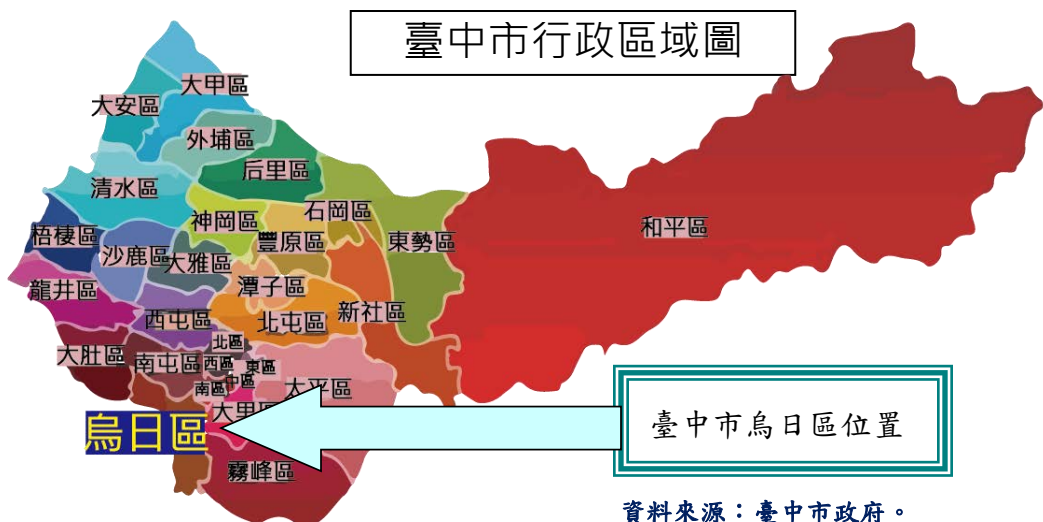 臺中市行政區域圖
大甲區
大安區
外埔區
后里區
清水區
神岡區
石岡區
和平區
梧棲區
豐原區
東勢區
沙鹿區
大雅區
龍井區
潭子區
新社區
西屯區
北屯區
北區
大肚區
南屯區
西區
東區
中區
南區
太平區
大里區
烏日區
臺中市烏日區位置
霧峰區
資料來源：臺中市政府。